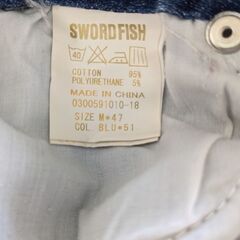 SWORDFISH
40
COTTON 95%
POLYURETHANE 5%
MADE IN CHINA
0300591010-18
SIZE M*47
COL. BLU*51